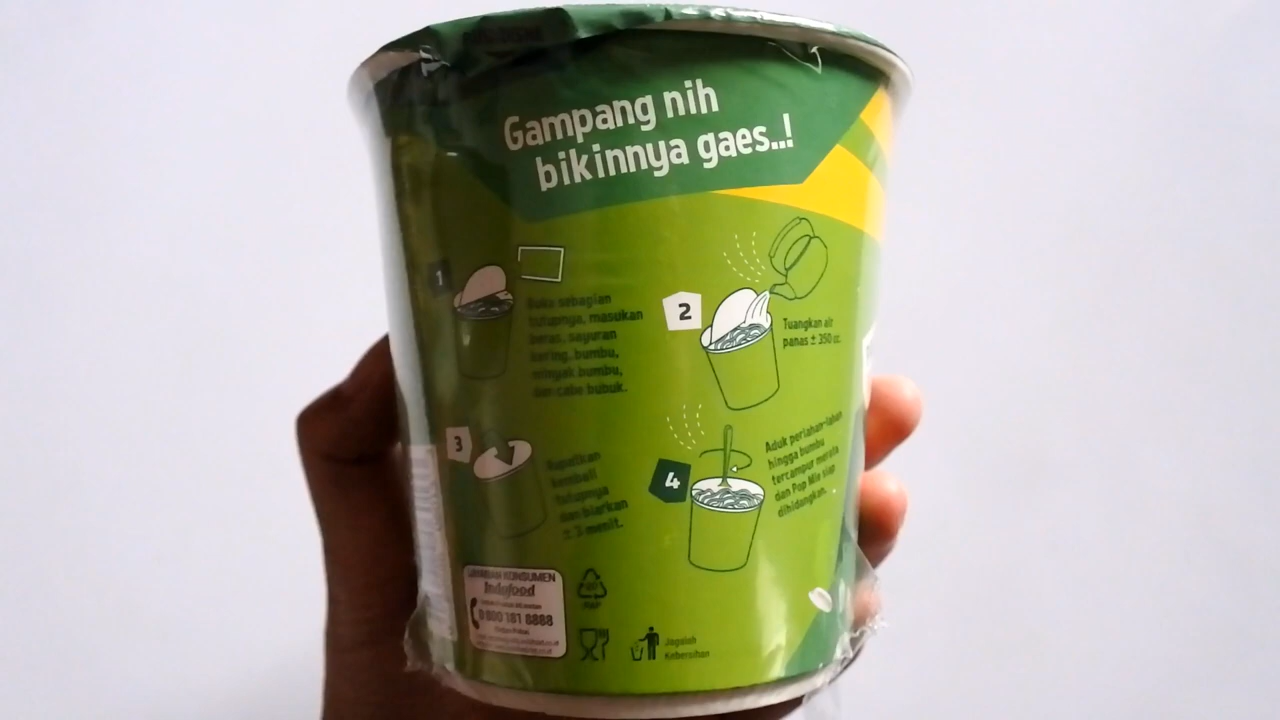 Gampang nih
bikinnya gaes..!
1
Buka sebagian
tutupnya, masukan
beras, sayuran
kering, bumbu,
minyak bumbu,
dan cabe bubuk.
2
Tuangkan air
panas ± 350 cc.
3
Rapatkan
kembali
tutupnya
dan biarkan
± 3 menit.
4
Aduk perlahan-lahan
hingga bumbu
tercampur merata
dan Pop Mie siap
dihidangkan.
LAYANAN KONSUMEN
Indofood
0 800 181 8888
Jagalah
Kebersihan